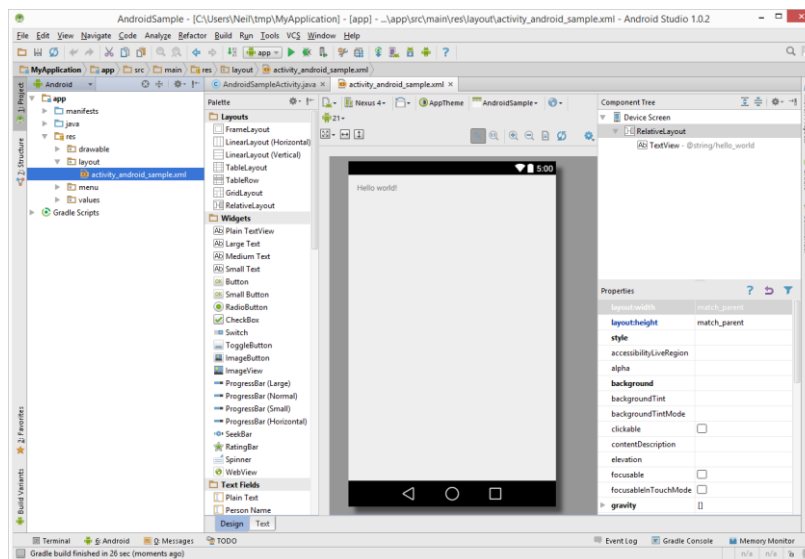 AndroidSample - [C:\Users\Neil\tmp\MyApplication] - [app] - ...\app\src\main\res\layout\activity_android_sample.xml - Android Studio 1.0.2
File Edit View Navigate Code Analyze Refactor Build Run Tools VCS Window Help
app
MyApplication app src main res layout activity_android_sample.xml
Android
AndroidSampleActivity.java
activity_android_sample.xml
1: Project
Structure
2: Favorites
Build Variants
app
manifests
java
res
drawable
layout
activity_android_sample.xml
menu
values
Gradle Scripts
Palette
Layouts
FrameLayout
LinearLayout (Horizontal)
LinearLayout (Vertical)
TableLayout
TableRow
GridLayout
RelativeLayout
Widgets
Plain TextView
Large Text
Medium Text
Small Text
Button
Small Button
RadioButton
CheckBox
Switch
ToggleButton
ImageButton
ImageView
ProgressBar (Large)
ProgressBar (Normal)
ProgressBar (Small)
ProgressBar (Horizontal)
SeekBar
RatingBar
Spinner
WebView
Text Fields
Plain Text
Person Name
Design Text
Nexus 4 AppTheme AndroidSample
21
5:00
Hello world!
Component Tree
Device Screen
RelativeLayout
TextView - @string/hello_world
Properties
layout:width match_parent
layout:height match_parent
style
accessibilityLiveRegion
alpha
background
backgroundTint
backgroundTintMode
clickable
contentDescription
elevation
focusable
focusableInTouchMode
gravity []
Terminal 6: Android 0: Messages TODO Event Log Gradle Console Memory Monitor
Gradle build finished in 26 sec (moments ago) n/a n/a